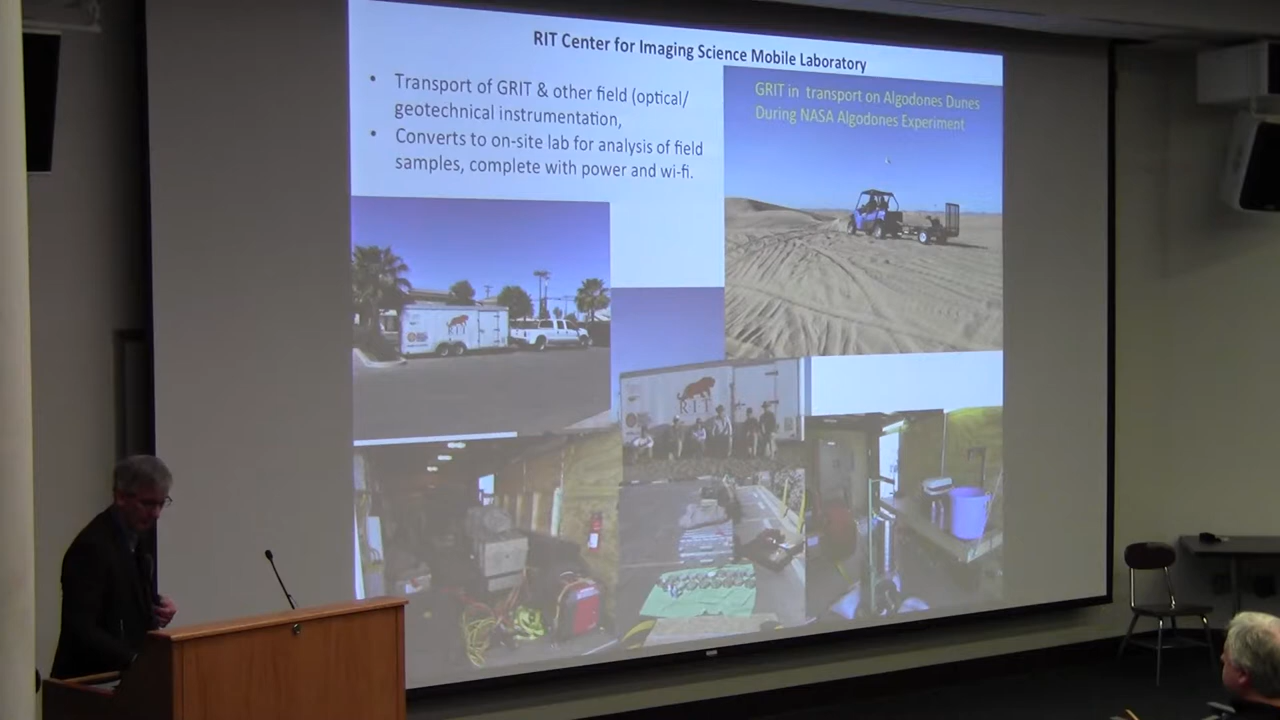 RIT Center for Imaging Science Mobile Laboratory
• Transport of GRIT & other field (optical/
geotechnical instrumentation,
• Converts to on-site lab for analysis of field
samples, complete with power and wi-fi.
GRIT in transport on Algodones Dunes
During NASA Algodones Experiment
RIT
RIT